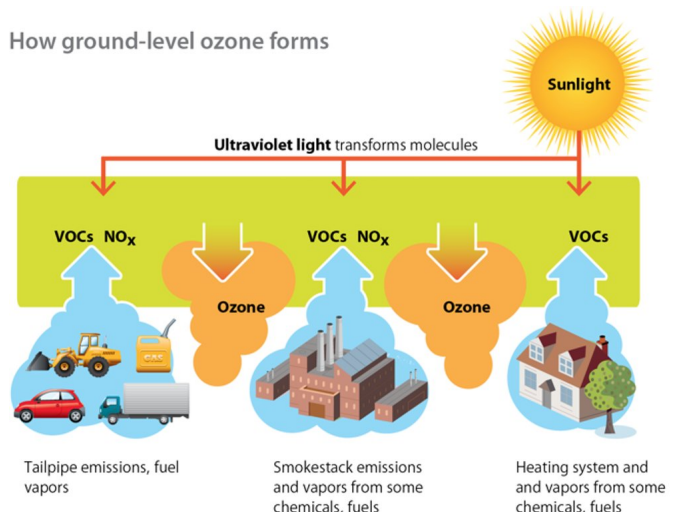 How ground-level ozone forms
Sunlight
Ultraviolet light transforms molecules
VOCs NOx
VOCs NOx
VOCs
Ozone
Ozone
GAS
Tailpipe emissions, fuel
vapors
Smokestack emissions
and vapors from some
chemicals, fuels
Heating system and
and vapors from some
chemicals, fuels